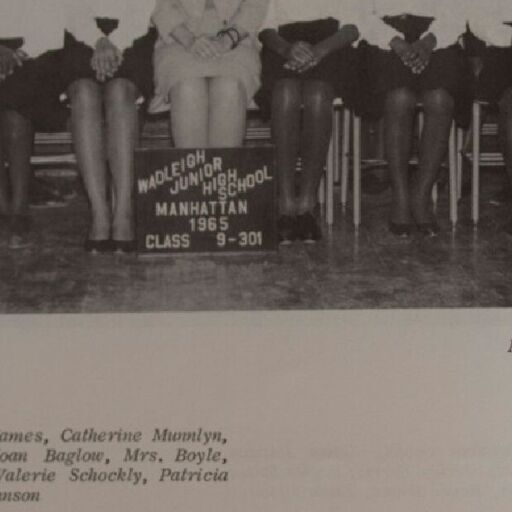 WADLEIGH
JUNIOR HIGH SCHOOL
MANHATTAN
1965
CLASS 9-301
ames, Catherine Mumlyn,
oan Baglow, Mrs. Boyle,
Valerie Schockly, Patricia
nson